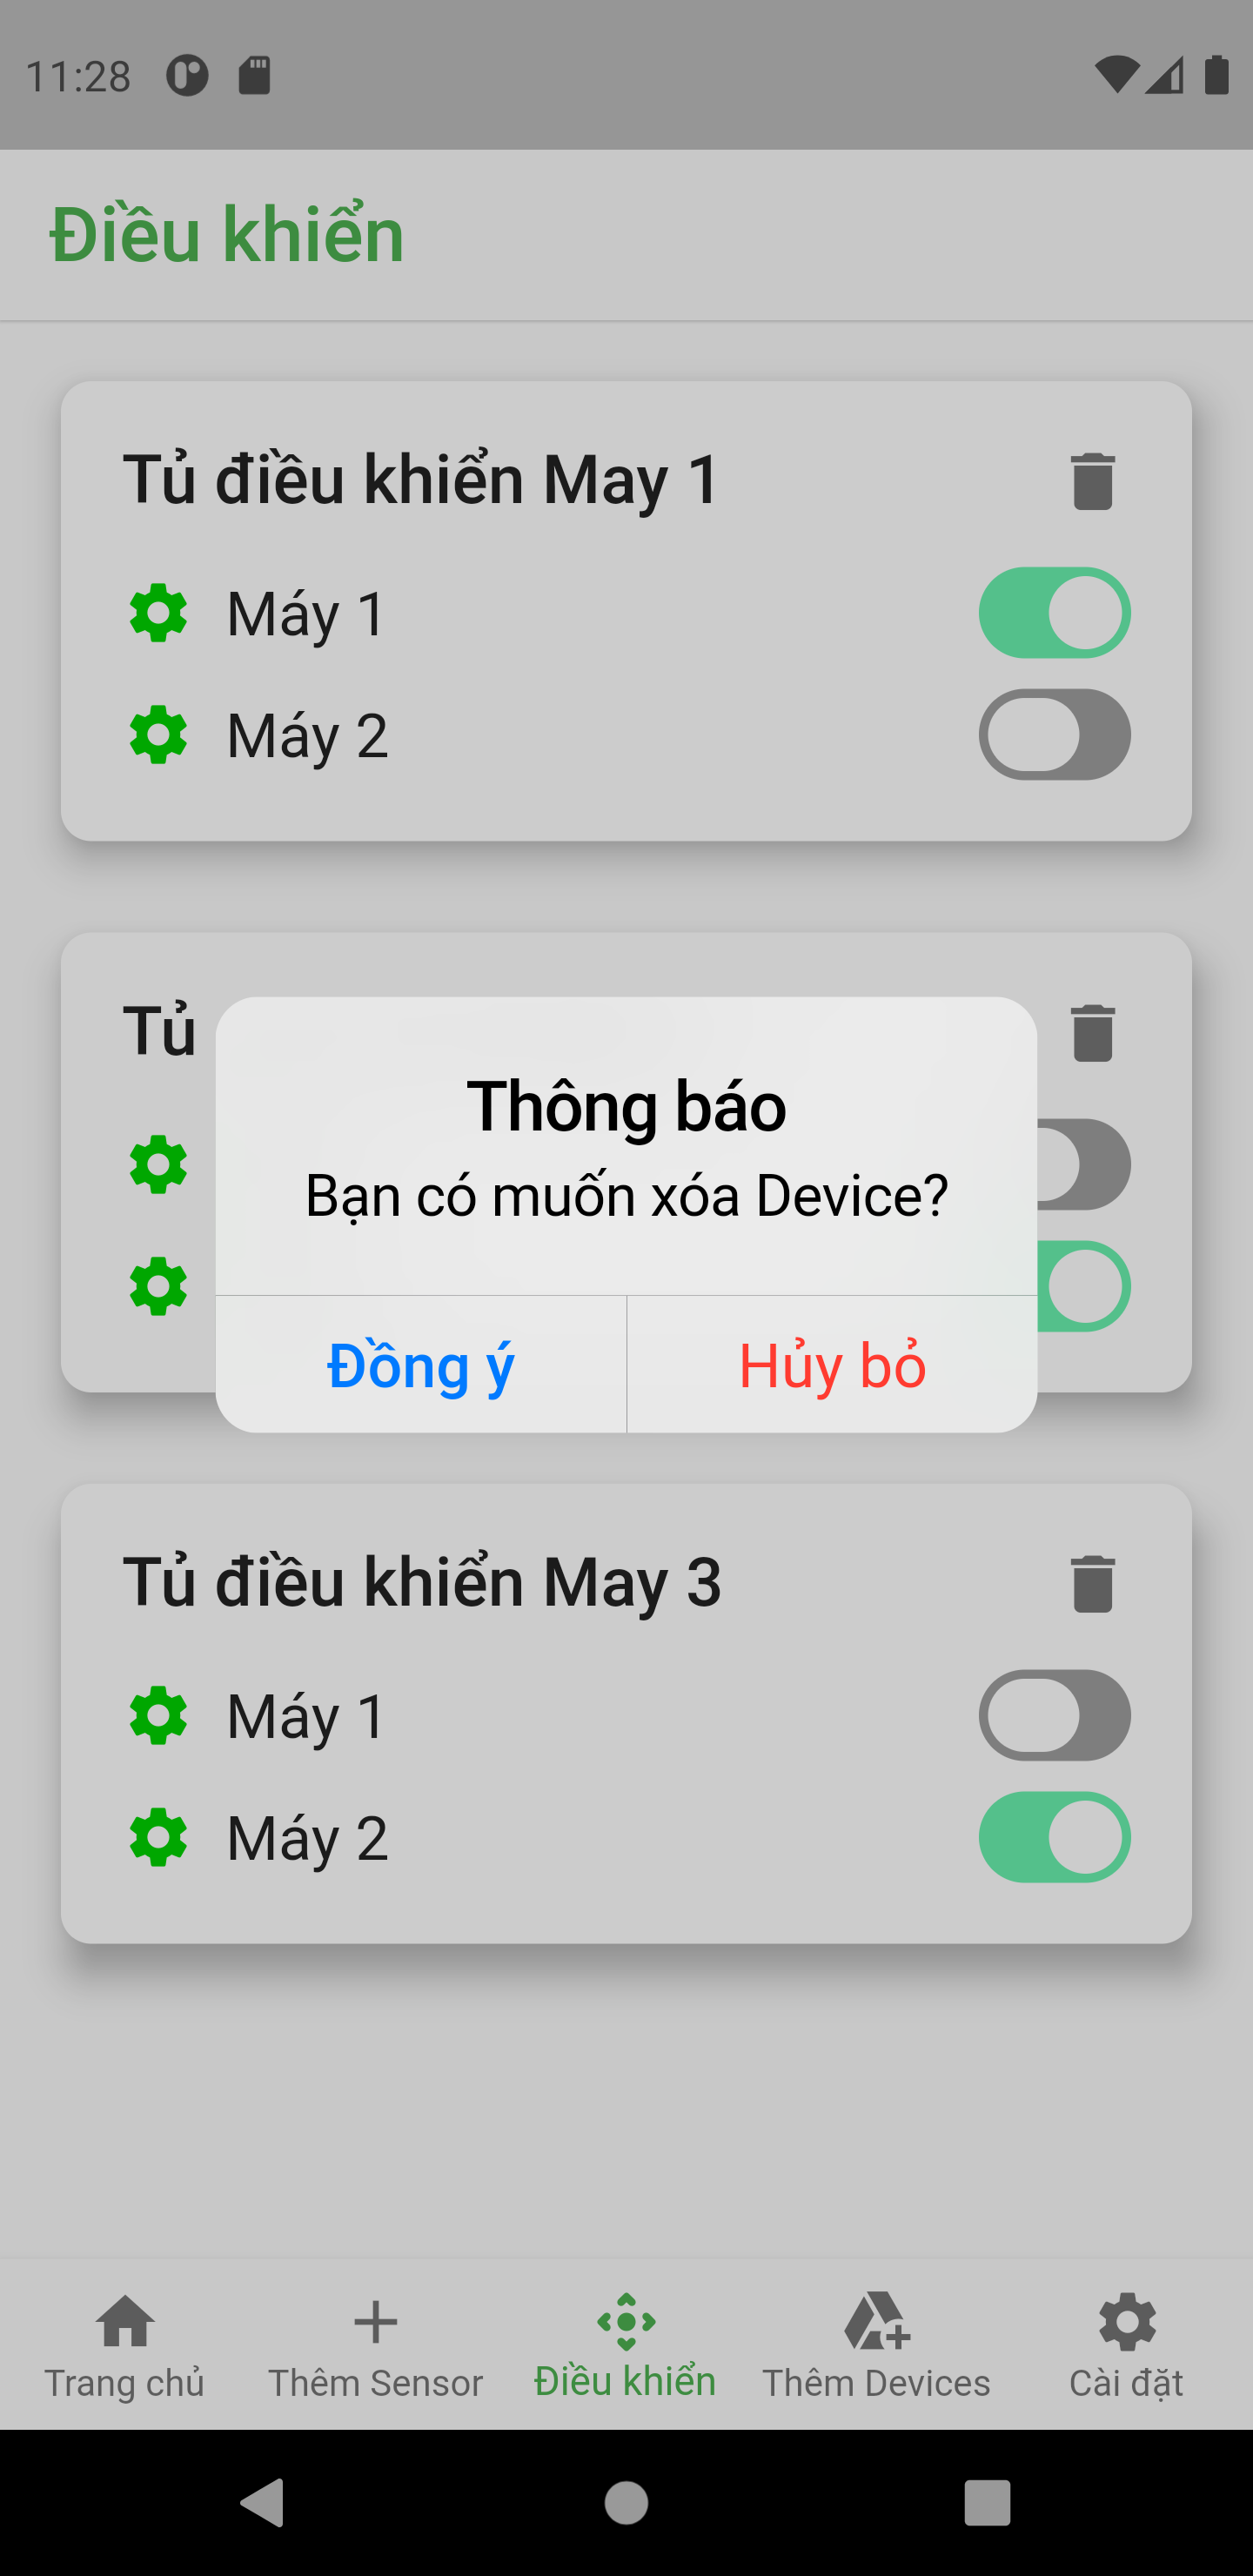 11:28
Điều khiển
Tủ điều khiển May 1
Máy 1
Máy 2
Tủ
Thông báo
Bạn có muốn xóa Device?
Đồng ý
Hủy bỏ
Tủ điều khiển May 3
Máy 1
Máy 2
Trang chủ
Thêm Sensor
Điều khiển
Thêm Devices
Cài đặt